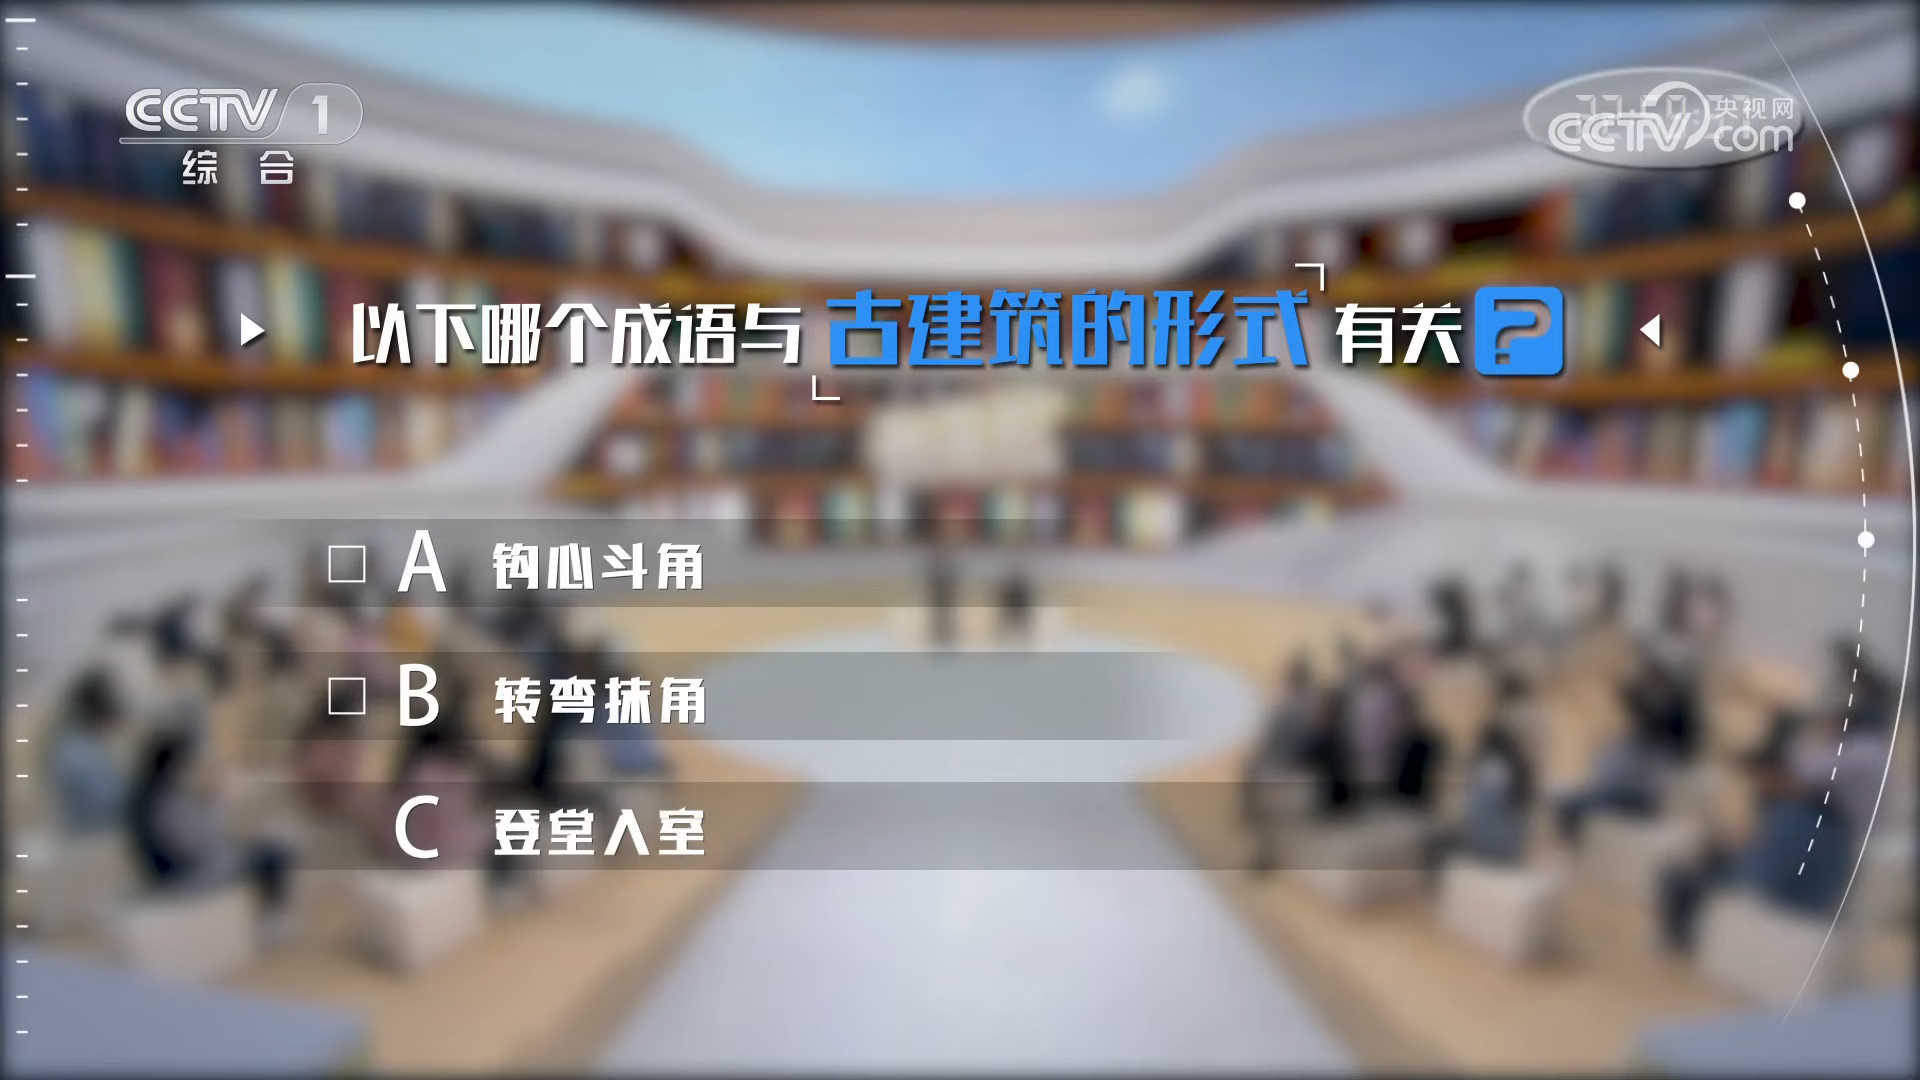 CCTV 1
综合
央视网
CCTV.com
以下哪个成语与古建筑的形式有关?
A 钩心斗角
B 转弯抹角
C 登堂入室